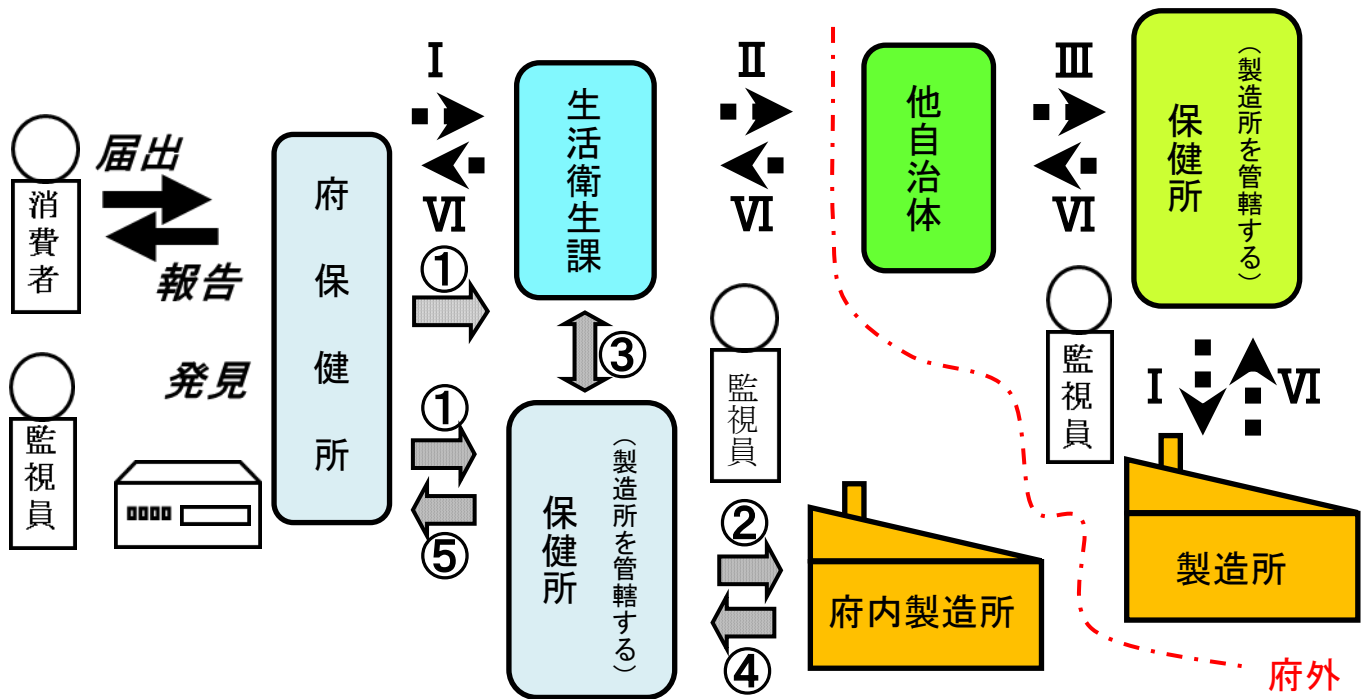 届出
報告
消費者
発見
監視員
府保健所
Ⅰ
Ⅵ
①
①
⑤
生活衛生課
③
保健所
(製造所を管轄する)
Ⅱ
Ⅵ
監視員
②
④
府内製造所
他自治体
Ⅲ
Ⅵ
保健所
(製造所を管轄する)
監視員
Ⅰ
Ⅵ
製造所
府外